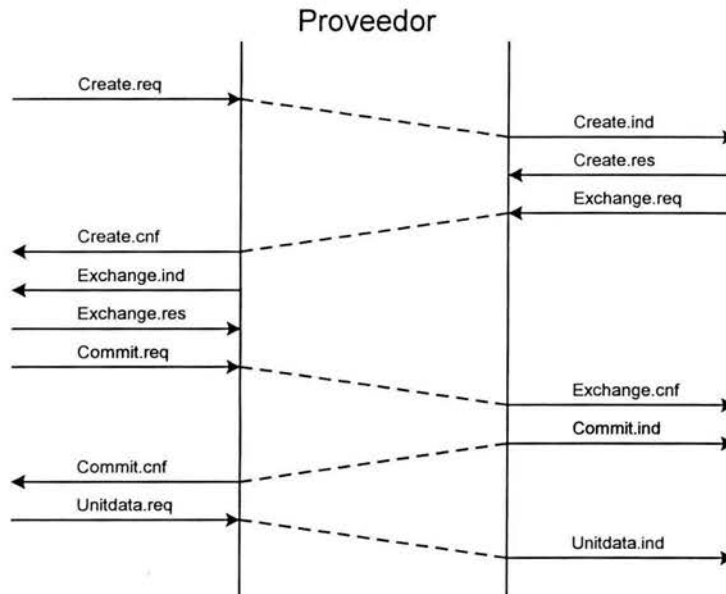 Proveedor
Create.req
Create.ind
Create.res
Exchange.req
Create.cnf
Exchange.ind
Exchange.res
Commit.req
Exchange.cnf
Commit.ind
Commit.cnf
Unitdata.req
Unitdata.ind